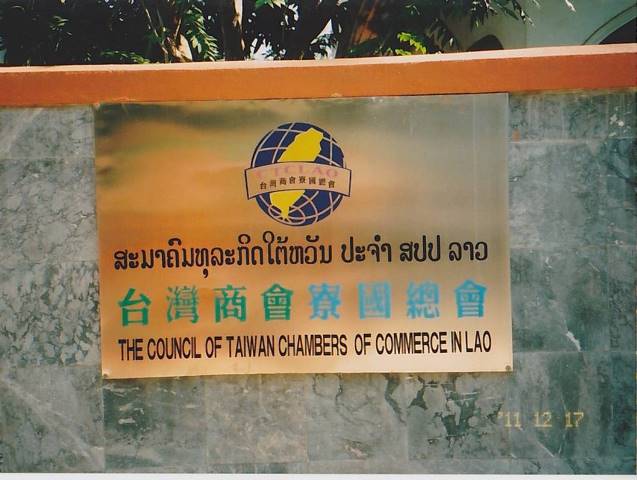 CTCLAO
台灣商會寮國總會
ສະມາຄົມທຸລະກິດໃຕ້ຫວັນ ປະຈຳ ສປປ ລາວ
台灣商會寮國總會
THE COUNCIL OF TAIWAN CHAMBERS OF COMMERCE IN LAO
'11 12 17